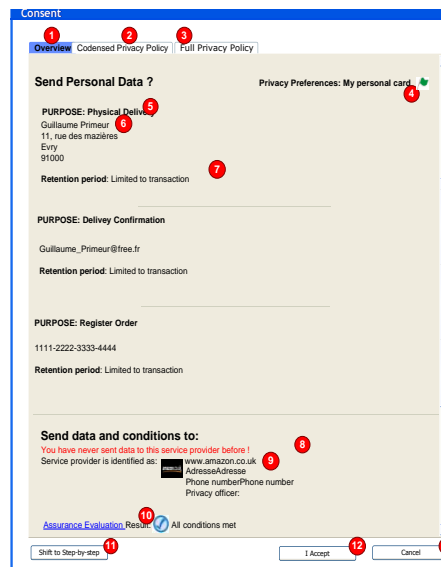 Consent
1 2 3
Overview Codensed Privacy Policy Full Privacy Policy
Send Personal Data ? Privacy Preferences: My personal card
4
PURPOSE: Physical Delivery 5
Guillaume Primeur 6
11, rue des mazières
Evry
91000
7
Retention period: Limited to transaction
PURPOSE: Delivey Confirmation
Guillaume_Primeur@free.fr
Retention period: Limited to transaction
PURPOSE: Register Order
1111-2222-3333-4444
Retention period: Limited to transaction
Send data and conditions to:
You have never sent data to this service provider before ! 8
Service provider is identified as: www.amazon.co.uk 9
AdresseAdresse
Phone numberPhone number
Privacy officer:
10
Assurance Evaluation Result: All conditions met
11 12
Shift to Step-by-step I Accept Cancel